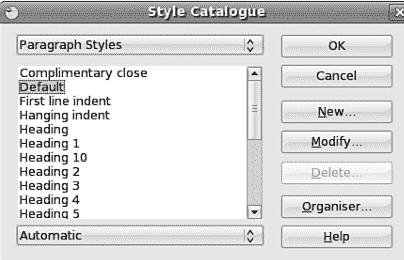 Style Catalogue
Paragraph Styles
Complimentary close
Default
First line indent
Hanging indent
Heading
Heading 1
Heading 10
Heading 2
Heading 3
Heading 4
Heading 5
Automatic
OK
Cancel
New...
Modify...
Delete...
Organiser...
Help